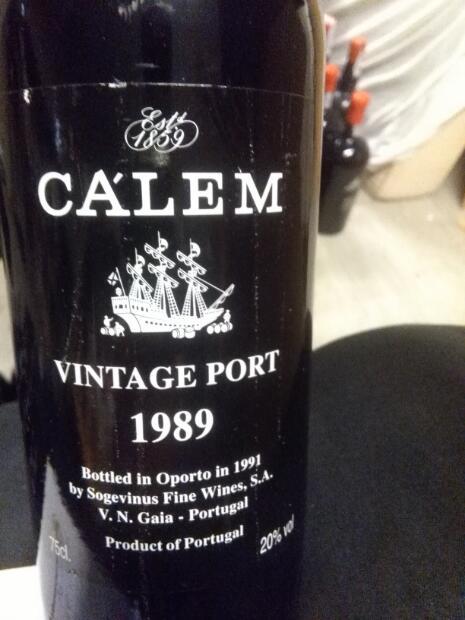 Estd
1859
CÁLEM
VINTAGE PORT
1989
Bottled in Oporto in 1991
by Sogevinus Fine Wines, S.A.
V. N. Gaia - Portugal
75cl.
Product of Portugal
20% vol